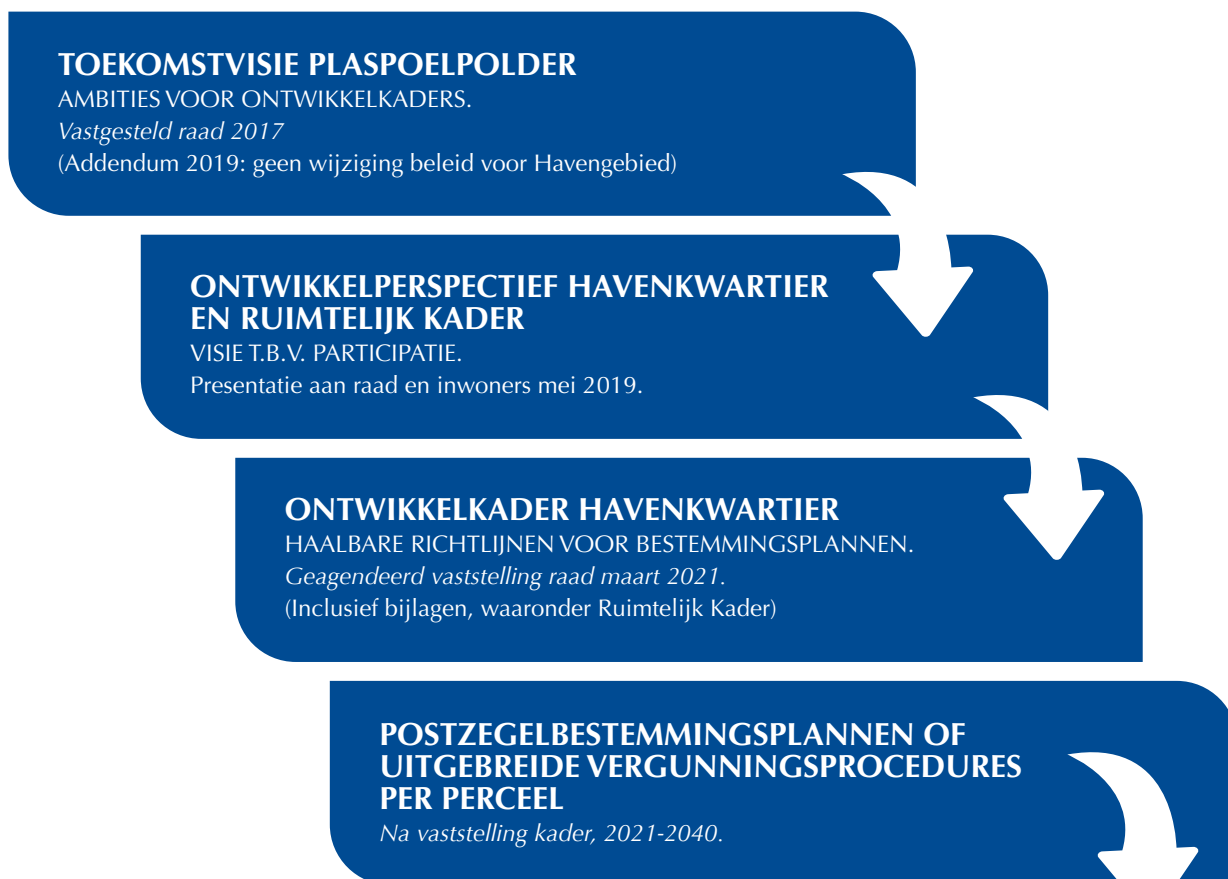 TOEKOMSTVISIE PLASPOELPOLDER
AMBITIES VOOR ONTWIKKELKADERS.
Vastgesteld raad 2017
(Addendum 2019: geen wijziging beleid voor Havengebied)
ONTWIKKELPERSPECTIEF HAVENKWARTIER
EN RUIMTELIJK KADER
VISIE T.B.V. PARTICIPATIE.
Presentatie aan raad en inwoners mei 2019.
ONTWIKKELKADER HAVENKWARTIER
HAALBARE RICHTLIJNEN VOOR BESTEMMINGSPLANNEN.
Geagendeerd vaststelling raad maart 2021.
(Inclusief bijlagen, waaronder Ruimtelijk Kader)
POSTZEGELBESTEMMINGSPLANNEN OF
UITGEBREIDE VERGUNNINGSPROCEDURES
PER PERCEEL
Na vaststelling kader, 2021-2040.